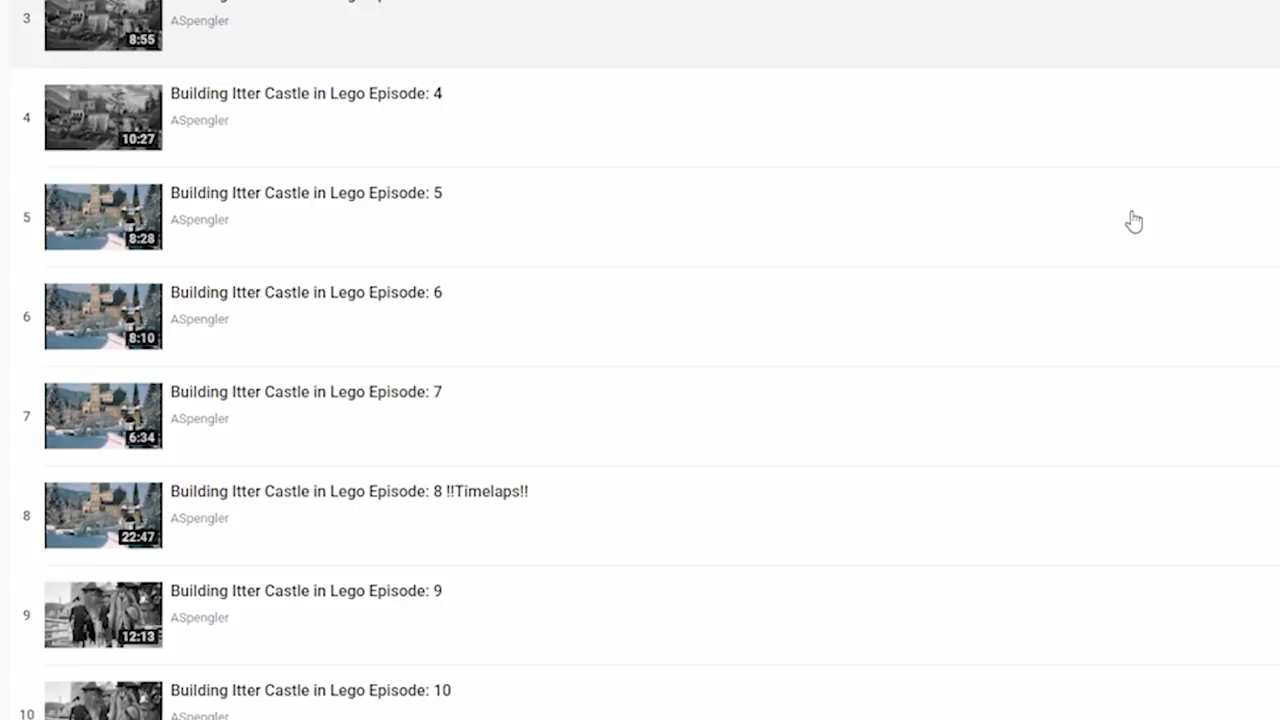 3
ASpengler
8:55
Building Itter Castle in Lego Episode: 4
4
ASpengler
10:27
Building Itter Castle in Lego Episode: 5
5
ASpengler
8:28
Building Itter Castle in Lego Episode: 6
6
ASpengler
8:10
Building Itter Castle in Lego Episode: 7
7
ASpengler
6:34
Building Itter Castle in Lego Episode: 8 !!Timelaps!!
8
ASpengler
22:47
Building Itter Castle in Lego Episode: 9
9
ASpengler
12:13
Building Itter Castle in Lego Episode: 10
10
ASpengler